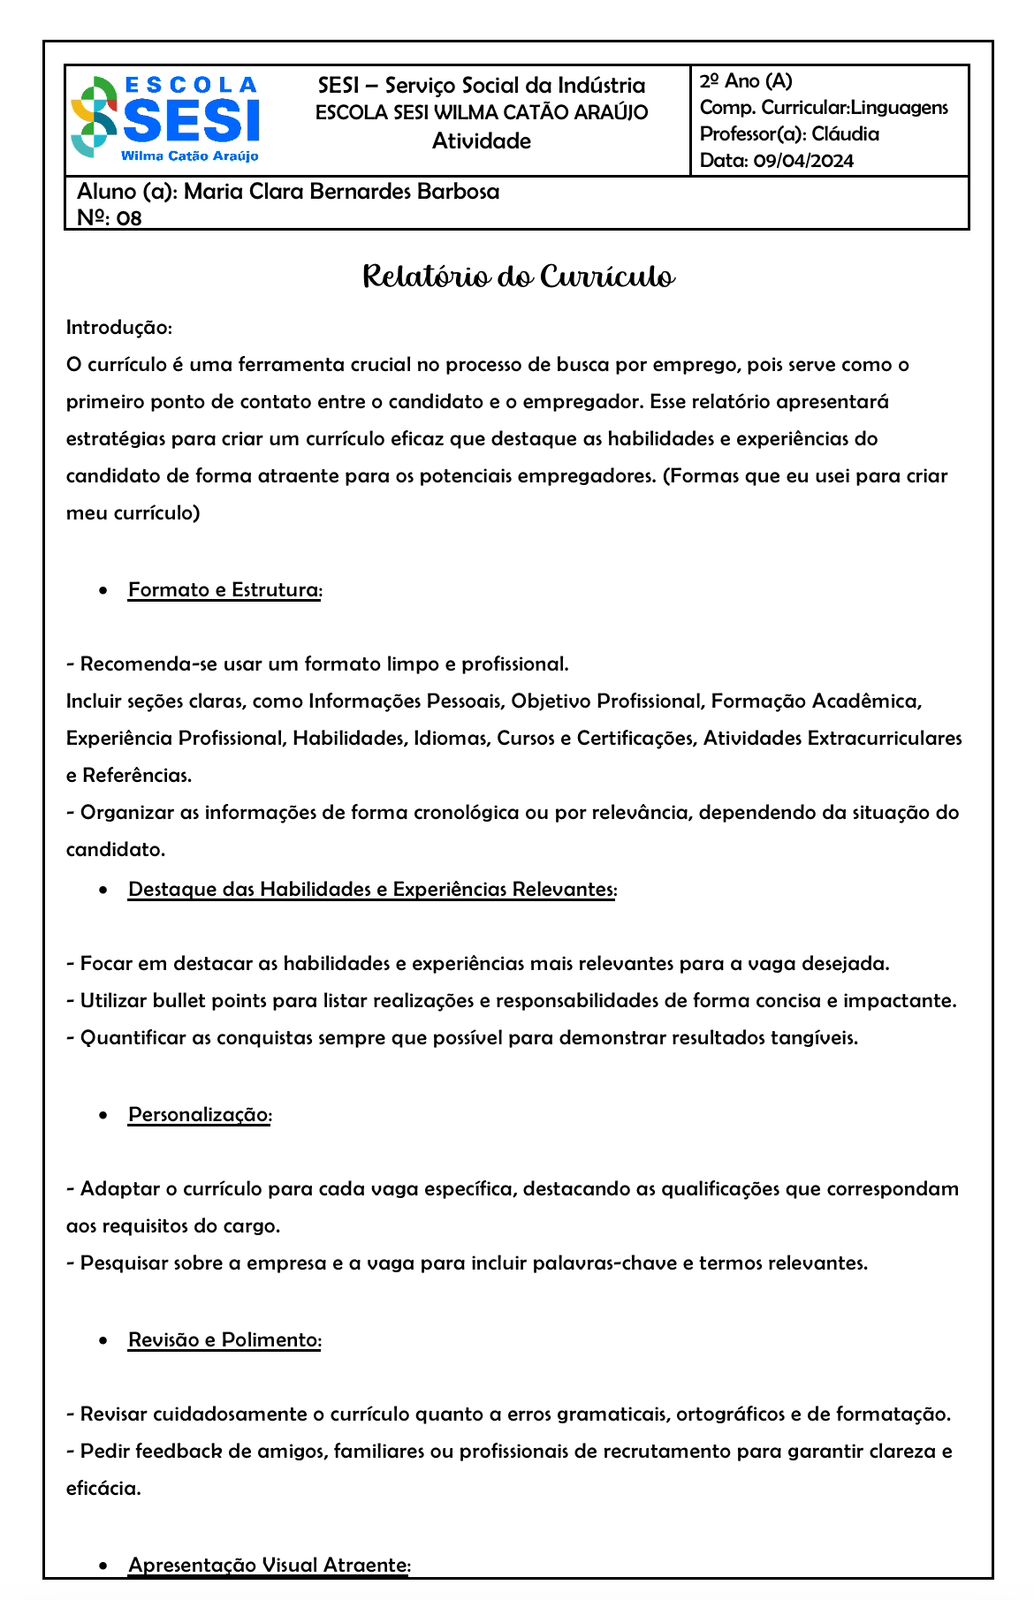 ESCOLA
SESI
Wilma Catão Araújo
SESI – Serviço Social da Indústria
ESCOLA SESI WILMA CATÃO ARAÚJO
Atividade
2º Ano (A)
Comp. Curricular:Linguagens
Professor(a): Cláudia
Data: 09/04/2024
Aluno (a): Maria Clara Bernardes Barbosa
Nº: 08
Relatório do Currículo
Introdução:
O currículo é uma ferramenta crucial no processo de busca por emprego, pois serve como o
primeiro ponto de contato entre o candidato e o empregador. Esse relatório apresentará
estratégias para criar um currículo eficaz que destaque as habilidades e experiências do
candidato de forma atraente para os potenciais empregadores. (Formas que eu usei para criar
meu currículo)
• Formato e Estrutura:
- Recomenda-se usar um formato limpo e profissional.
Incluir seções claras, como Informações Pessoais, Objetivo Profissional, Formação Acadêmica,
Experiência Profissional, Habilidades, Idiomas, Cursos e Certificações, Atividades Extracurriculares
e Referências.
- Organizar as informações de forma cronológica ou por relevância, dependendo da situação do
candidato.
• Destaque das Habilidades e Experiências Relevantes:
- Focar em destacar as habilidades e experiências mais relevantes para a vaga desejada.
- Utilizar bullet points para listar realizações e responsabilidades de forma concisa e impactante.
- Quantificar as conquistas sempre que possível para demonstrar resultados tangíveis.
• Personalização:
- Adaptar o currículo para cada vaga específica, destacando as qualificações que correspondam
aos requisitos do cargo.
- Pesquisar sobre a empresa e a vaga para incluir palavras-chave e termos relevantes.
• Revisão e Polimento:
- Revisar cuidadosamente o currículo quanto a erros gramaticais, ortográficos e de formatação.
- Pedir feedback de amigos, familiares ou profissionais de recrutamento para garantir clareza e
eficácia.
• Apresentação Visual Atraente: